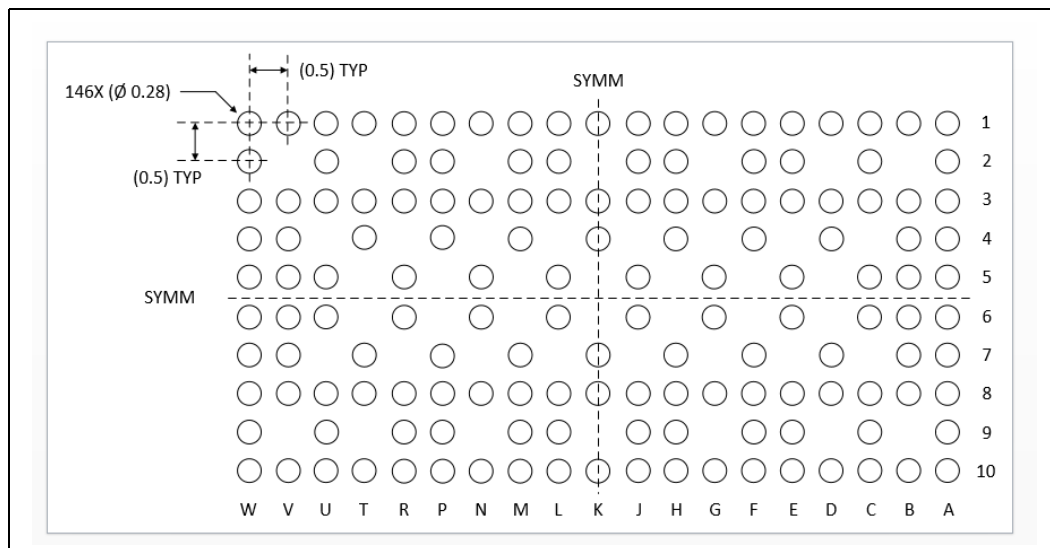 (0.5) TYP
SYMM
146X (Ø 0.28)
1
2
(0.5) TYP
3
4
5
SYMM
6
7
8
9
10
W V U T R P N M L K J H G F E D C B A